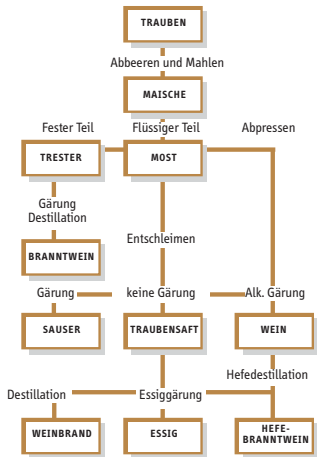 TRAUBEN
Abbeeren und Mahlen
MAISCHE
Fester Teil
Flüssiger Teil
Abpressen
TRESTER
MOST
Gärung
Destillation
Entschleimen
BRANNTWEIN
Gärung
keine Gärung
Alk. Gärung
SAUSER
TRAUBENSAFT
WEIN
Hefedestillation
Destillation
Essiggärung
WEINBRAND
ESSIG
HEFE-
BRANNTWEIN